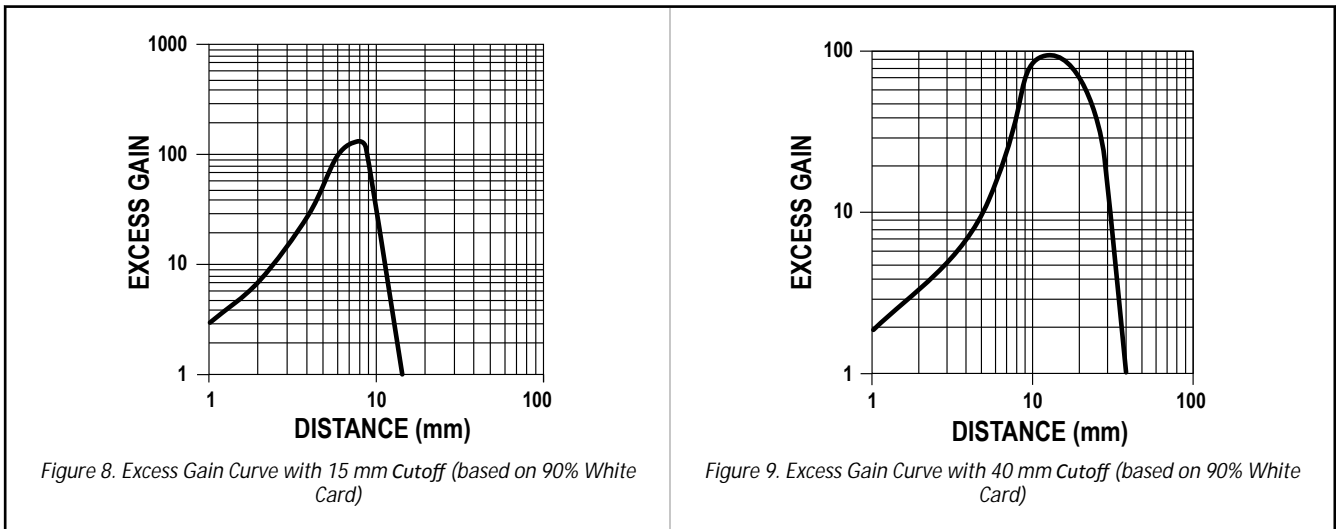 1000
100
10
1
EXCESS GAIN
1
10
100
DISTANCE (mm)
Figure 8. Excess Gain Curve with 15 mm Cutoff (based on 90% White
Card)
100
10
1
EXCESS GAIN
1
10
100
DISTANCE (mm)
Figure 9. Excess Gain Curve with 40 mm Cutoff (based on 90% White
Card)